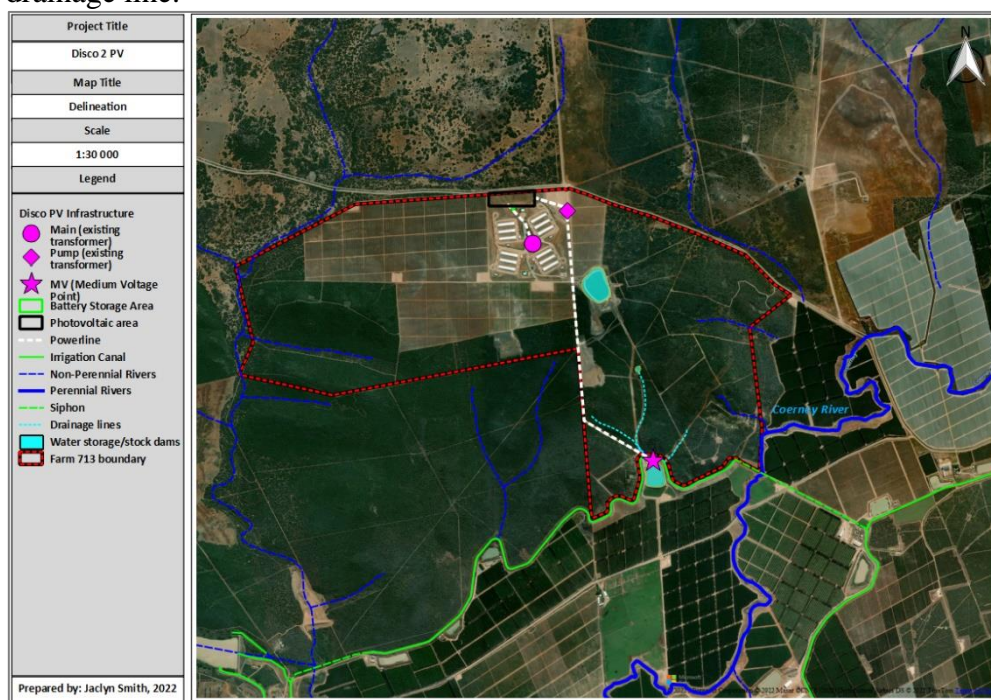 drainage line.
Project Title
Disco 2 PV
Map Title
Delineation
Scale
1:30 000
Legend
Disco PV Infrastructure
Main (existing
transformer)
Pump (existing
transformer)
MV (Medium Voltage
Point)
Battery Storage Area
Photovoltaic area
Powerline
Irrigation Canal
Non-Perennial Rivers
Perennial Rivers
Siphon
Drainage lines
Water storage/stock dams
Farm 713 boundary
Prepared by: Jaclyn Smith, 2022
N
Coerney River